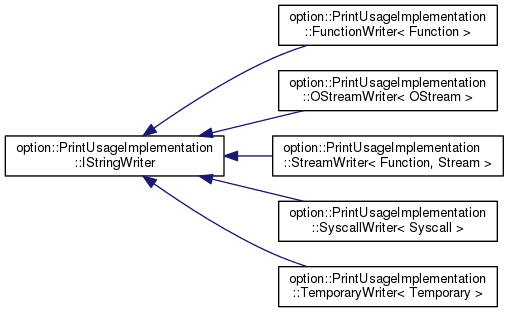 option::PrintUsageImplementation
::FunctionWriter< Function >
option::PrintUsageImplementation
::OStreamWriter< OStream >
option::PrintUsageImplementation
::IStringWriter
option::PrintUsageImplementation
::StreamWriter< Function, Stream >
option::PrintUsageImplementation
::SyscallWriter< Syscall >
option::PrintUsageImplementation
::TemporaryWriter< Temporary >